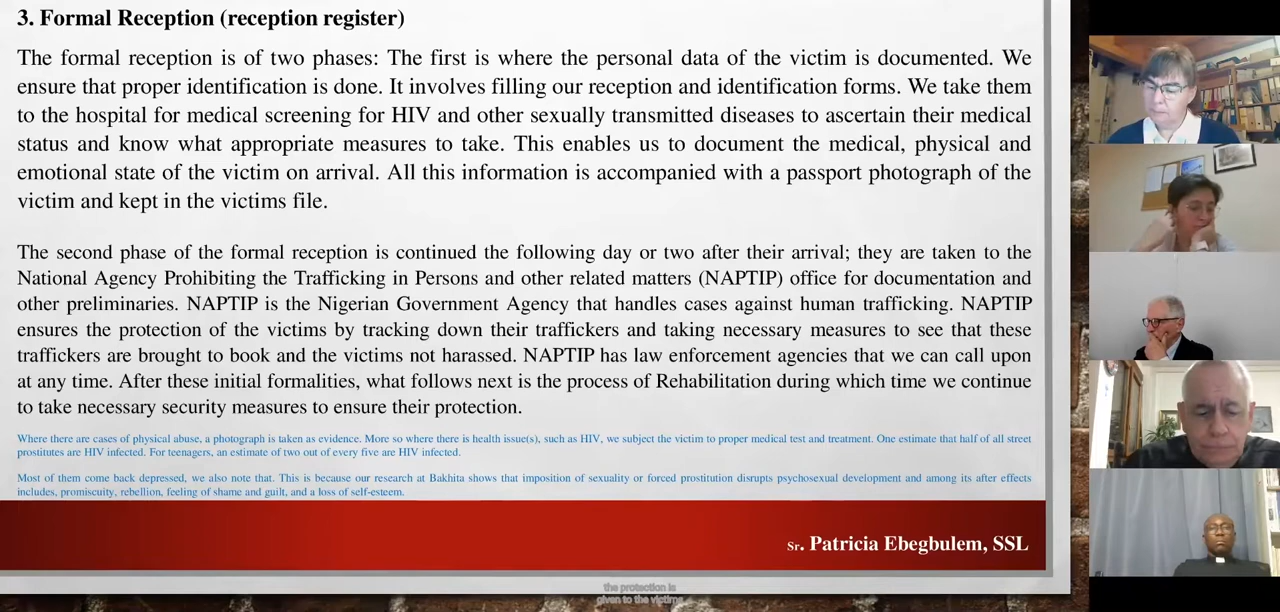 3. Formal Reception (reception register)
The formal reception is of two phases: The first is where the personal data of the victim is documented. We
ensure that proper identification is done. It involves filling our reception and identification forms. We take them
to the hospital for medical screening for HIV and other sexually transmitted diseases to ascertain their medical
status and know what appropriate measures to take. This enables us to document the medical, physical and
emotional state of the victim on arrival. All this information is accompanied with a passport photograph of the
victim and kept in the victims file.
The second phase of the formal reception is continued the following day or two after their arrival; they are taken to the
National Agency Prohibiting the Trafficking in Persons and other related matters (NAPTIP) office for documentation and
other preliminaries. NAPTIP is the Nigerian Government Agency that handles cases against human trafficking. NAPTIP
ensures the protection of the victims by tracking down their traffickers and taking necessary measures to see that these
traffickers are brought to book and the victims not harassed. NAPTIP has law enforcement agencies that we can call upon
at any time. After these initial formalities, what follows next is the process of Rehabilitation during which time we continue
to take necessary security measures to ensure their protection.
Where there are cases of physical abuse, a photograph is taken as evidence. More so where there is health issue(s), such as HIV, we subject the victim to proper medical test and treatment. One estimate that half of all street
prostitutes are HIV infected. For teenagers, an estimate of two out of every five are HIV infected.
Most of them come back depressed, we also note that. This is because our research at Bakhita shows that imposition of sexuality or forced prostitution disrupts psychosexual development and among its after effects
includes, promiscuity, rebellion, feeling of shame and guilt, and a loss of self-esteem.
Sr. Patricia Ebegbulem, SSL
the protection is
given to the victims